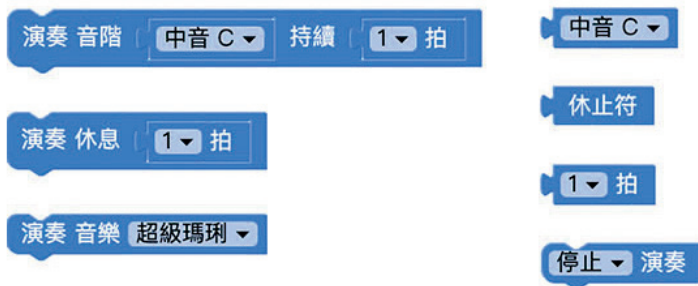 演奏 音階 中音 C 持續 1 拍
中音 C
演奏 休息 1 拍
休止符
1 拍
演奏 音樂 超級瑪琍
停止 演奏